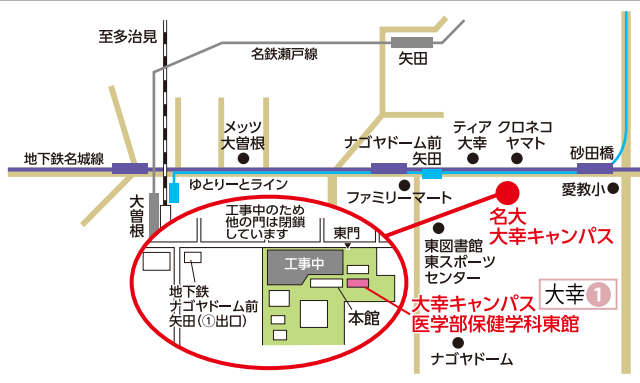 至多治見
名鉄瀬戸線
矢田
メッツ
大曽根
ナゴヤドーム前
矢田
ティア
大幸
クロネコ
ヤマト
砂田橋
地下鉄名城線
ゆとりーとライン
ファミリーマート
愛教小
大曽根
工事中のため
他の門は閉鎖
しています
東門
名大
大幸キャンパス
東図書館
東スポーツ
センター
工事中
地下鉄
ナゴヤドーム前
矢田(①出口)
本館
大幸キャンパス
医学部保健学科東館
大幸①
ナゴヤドーム